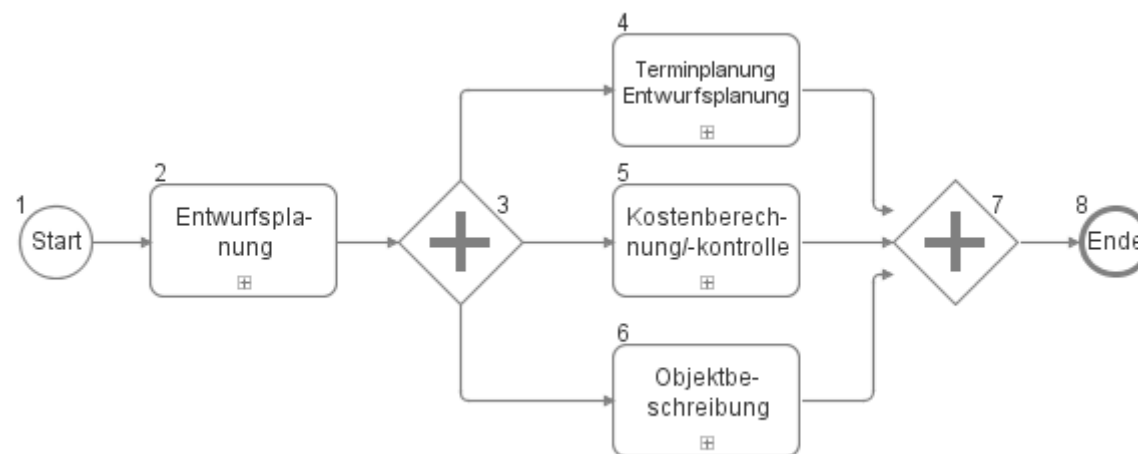 1
Start
2
Entwurfspla-
nung
3
4
Terminplanung
Entwurfsplanung
5
Kostenberech-
nung/-kontrolle
6
Objektbe-
schreibung
7
8
Ende